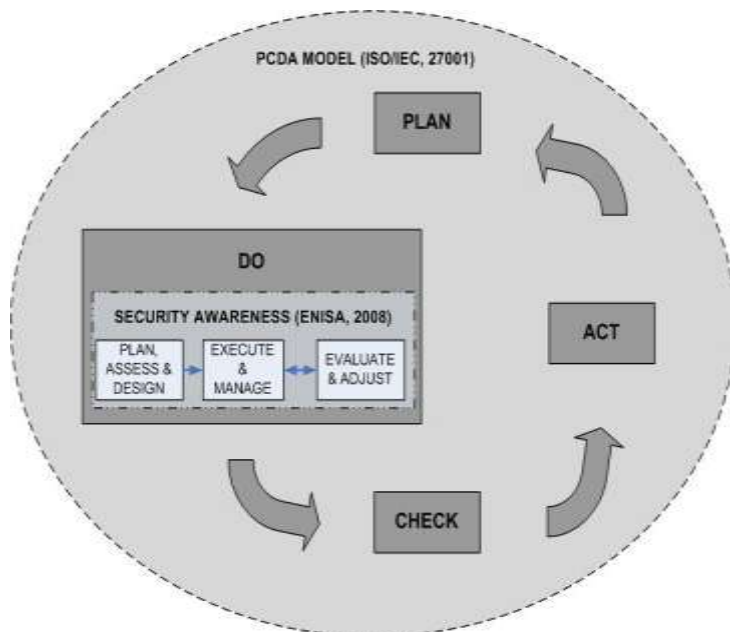 PCDA MODEL (ISO/IEC, 27001)
PLAN
DO
SECURITY AWARENESS (ENISA, 2008)
PLAN,
ASSESS &
DESIGN
EXECUTE
&
MANAGE
EVALUATE
& ADJUST
ACT
CHECK